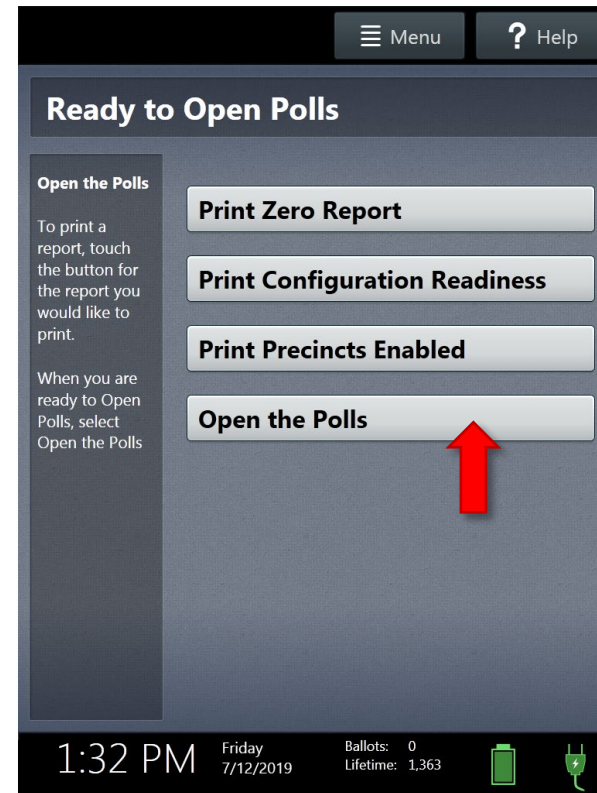 Menu
? Help
Ready to Open Polls
Open the Polls
To print a
report, touch
the button for
the report you
would like to
print.
When you are
ready to Open
Polls, select
Open the Polls
Print Zero Report
Print Configuration Readiness
Print Precincts Enabled
Open the Polls
1:32 PM
Friday
7/12/2019
Ballots: 0
Lifetime: 1,363